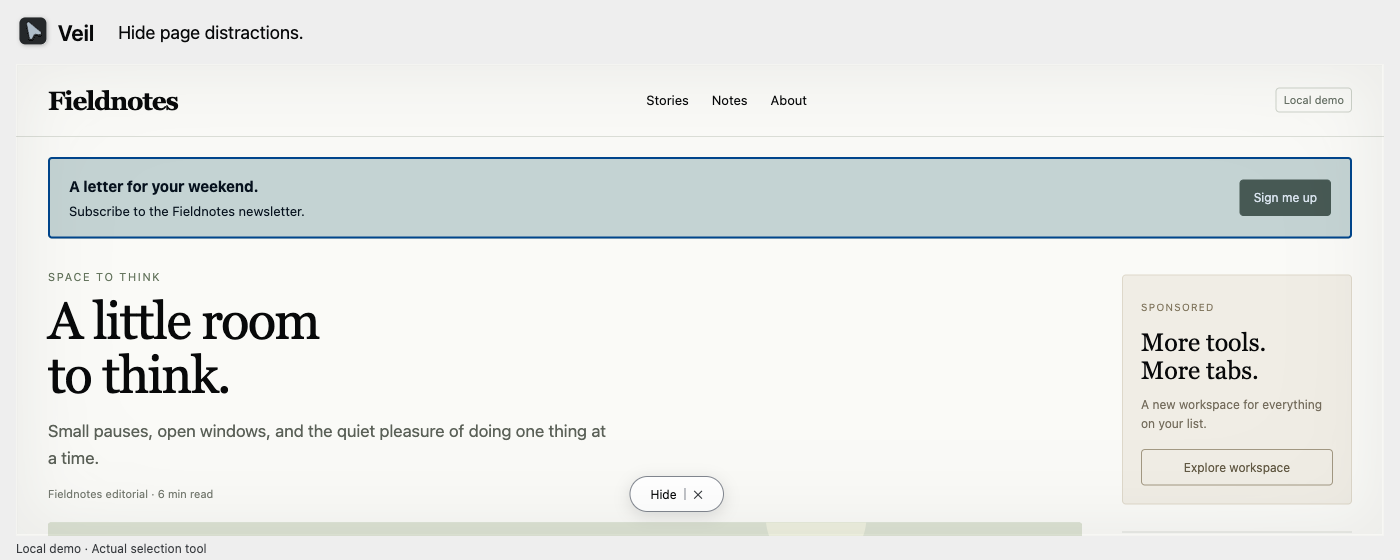 Veil
Hide page distractions.
Fieldnotes
Stories
Notes
About
Local demo
A letter for your weekend.
Subscribe to the Fieldnotes newsletter.
Sign me up
SPACE TO THINK
A little room
to think.
Small pauses, open windows, and the quiet pleasure of doing one thing at
a time.
Fieldnotes editorial · 6 min read
SPONSORED
More tools.
More tabs.
A new workspace for everything
on your list.
Explore workspace
Hide
Local demo · Actual selection tool